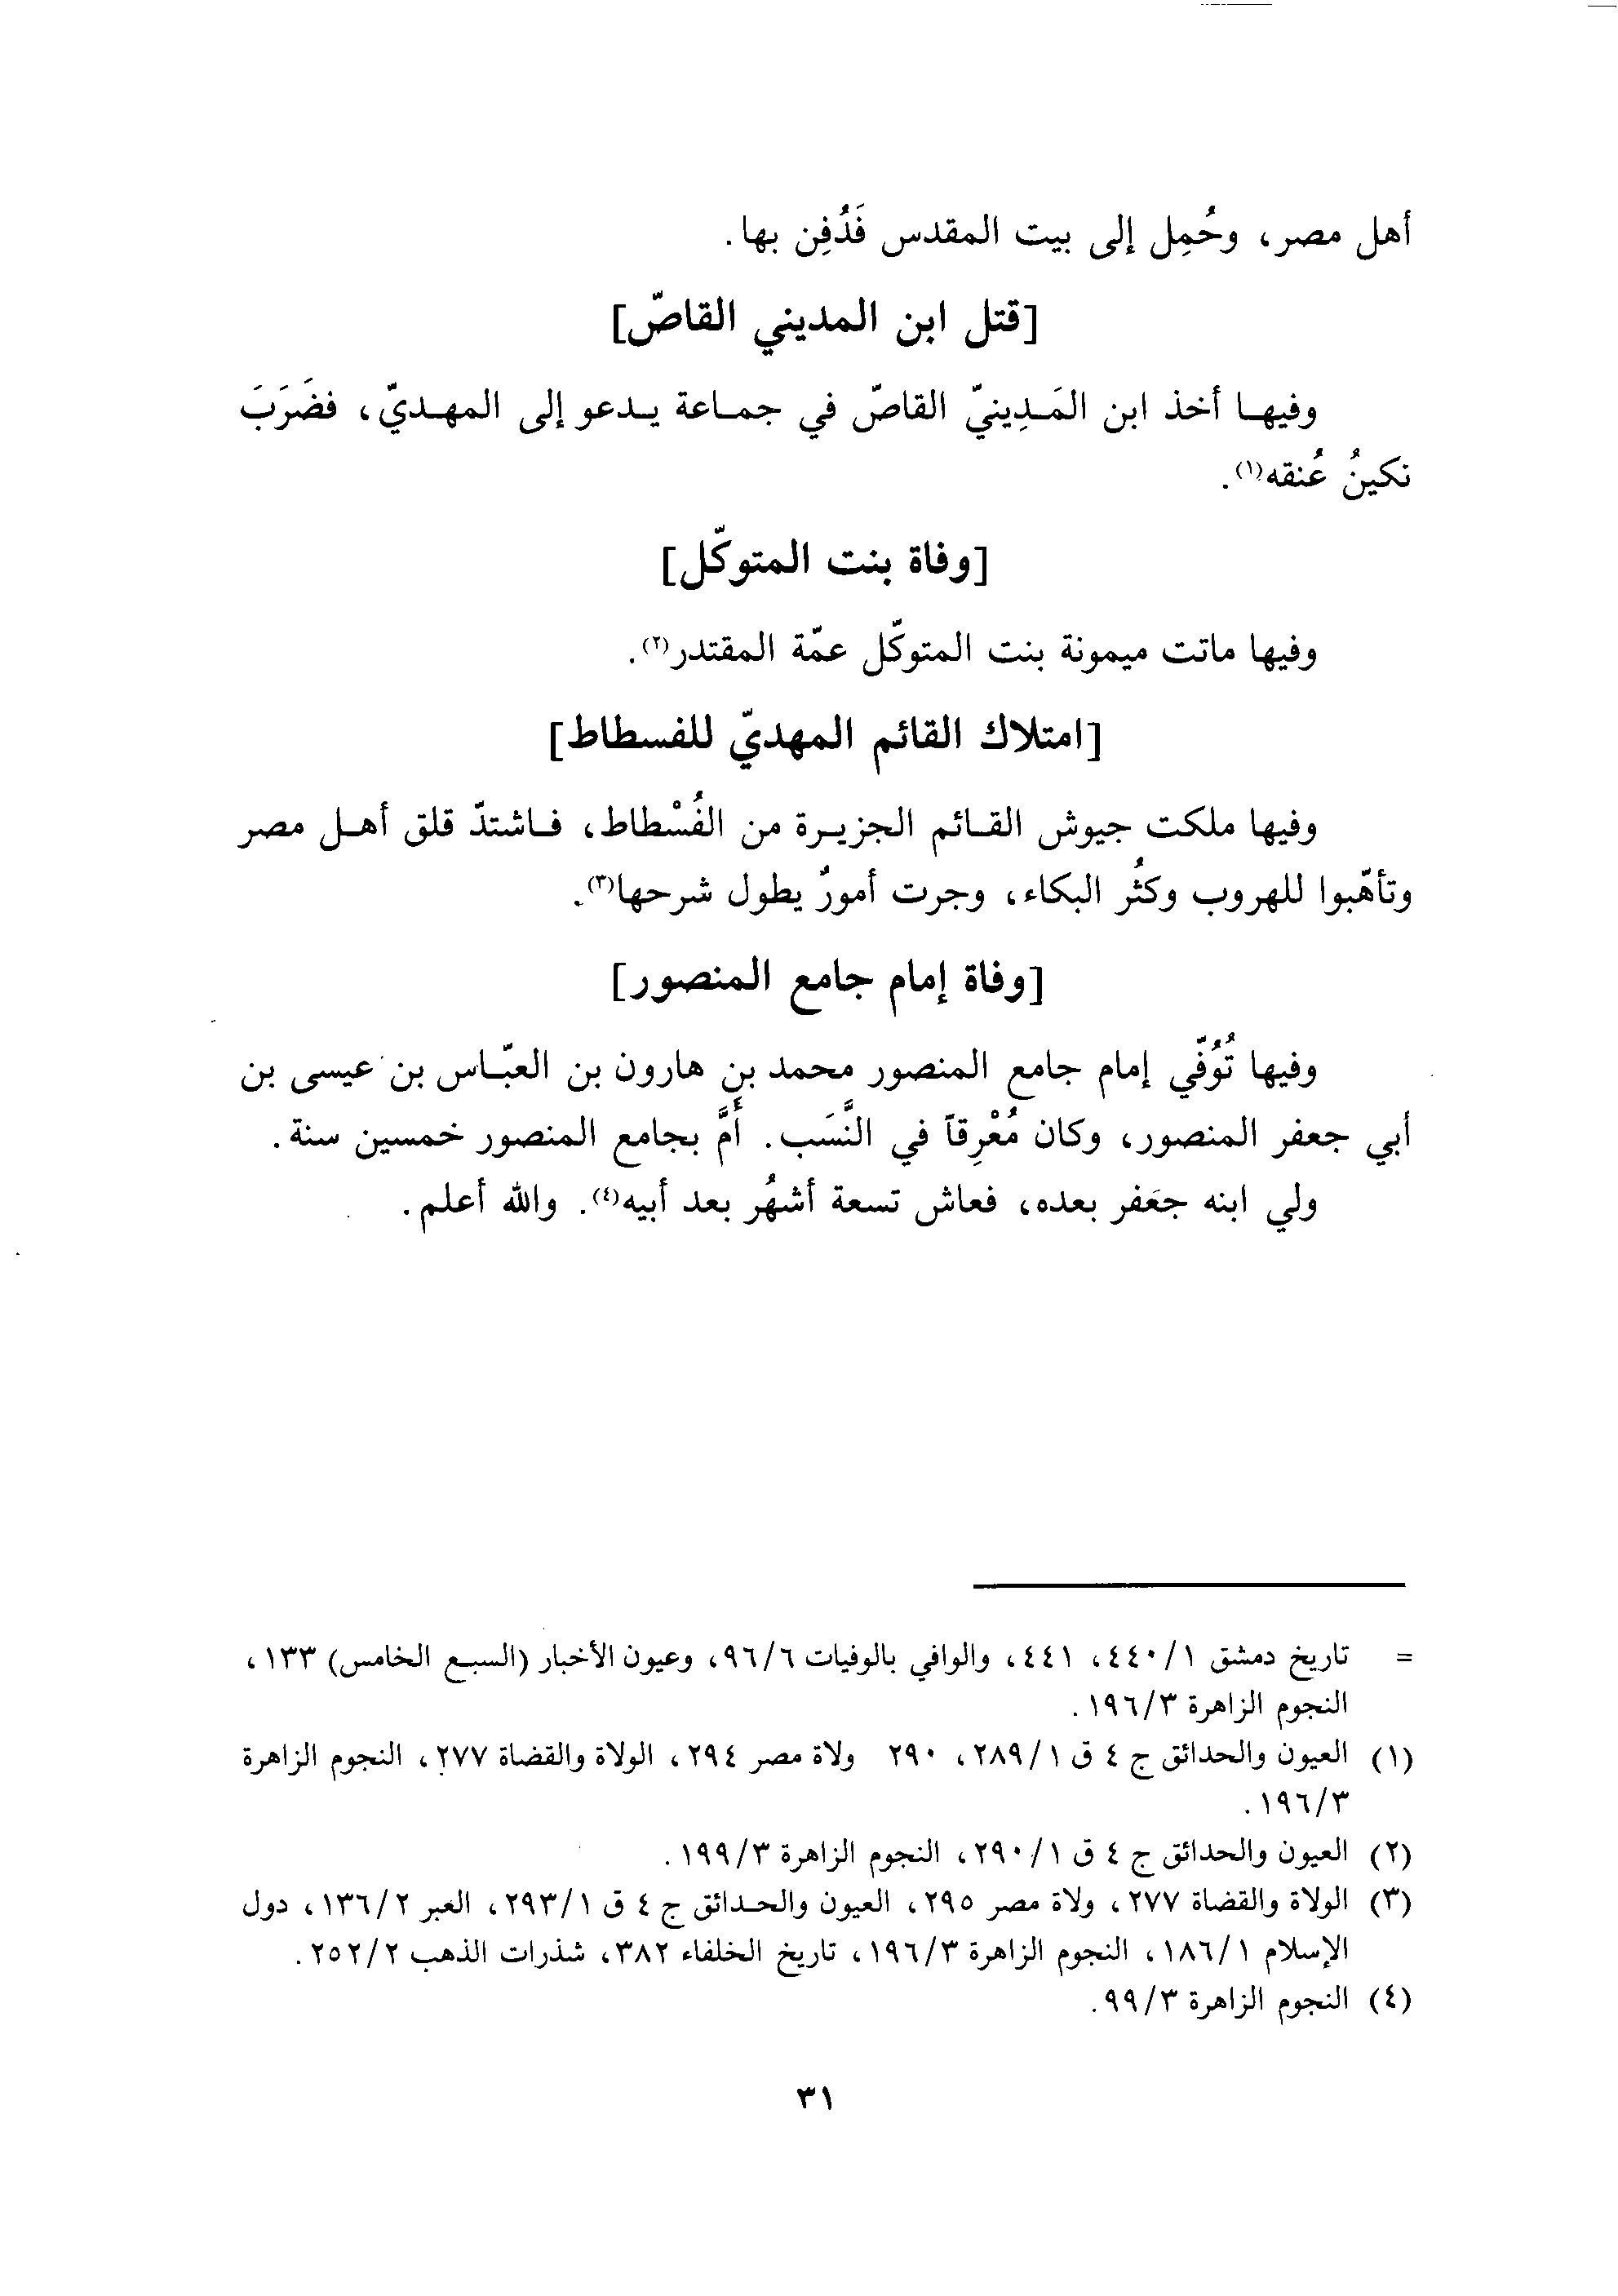 أهل مصر، وحُمِل إلى بيت المقدس فَدُفِن بها.
[قتل ابن المديني القاصّ]
وفيها أخذ ابن المَدِينيّ القاصّ في جماعة يدعو إلى المهديّ، فضَرَبَ
نكينُ عُنقه(١).
[وفاة بنت المتوكّل]
وفيها ماتت ميمونة بنت المتوكّل عمّة المقتدر(٢).
[امتلاك القائم المهديّ للفسطاط]
وفيها ملكت جيوش القائم الجزيرة من الفُسْطاط، فاشتدّ قلق أهل مصر
وتأهّبوا للهروب وكثُر البكاء، وجرت أمورٌ يطول شرحها(٣).
[وفاة إمام جامع المنصور]
وفيها تُوُفّي إمام جامع المنصور محمد بن هارون بن العبّاس بن عيسى بن
أبي جعفر المنصور، وكان مُعْرِقاً في النَّسَب. أَمَّ بجامع المنصور خمسين سنة.
ولي ابنه جعَفر بعده، فعاش تسعة أشهُر بعد أبيه(٤). والله أعلم.
= تاريخ دمشق ٤٤٠/١، ٤٤١، والوافي بالوفيات ٩٦/٦، وعيون الأخبار (السبع الخامس) ١٣٣،
النجوم الزاهرة ١٩٦/٣.
(١) العيون والحدائق ج ٤ ق ٢٨٩/١، ٢٩٠ ولاة مصر ٢٩٤، الولاة والقضاة ٢٧٧، النجوم الزاهرة
١٩٦/٣.
(٢) العيون والحدائق ج ٤ ق ٢٩٠/١، النجوم الزاهرة ١٩٩/٣.
(٣) الولاة والقضاة ٢٧٧، ولاة مصر ٢٩٥، العيون والحدائق ج ٤ ق ٢٩٣/١، العبر ١٣٦/٢، دول
الإسلام ١٨٦/١، النجوم الزاهرة ١٩٦/٣، تاريخ الخلفاء ٣٨٢، شذرات الذهب ٢٥٢/٢.
(٤) النجوم الزاهرة ٩٩/٣.
٣١